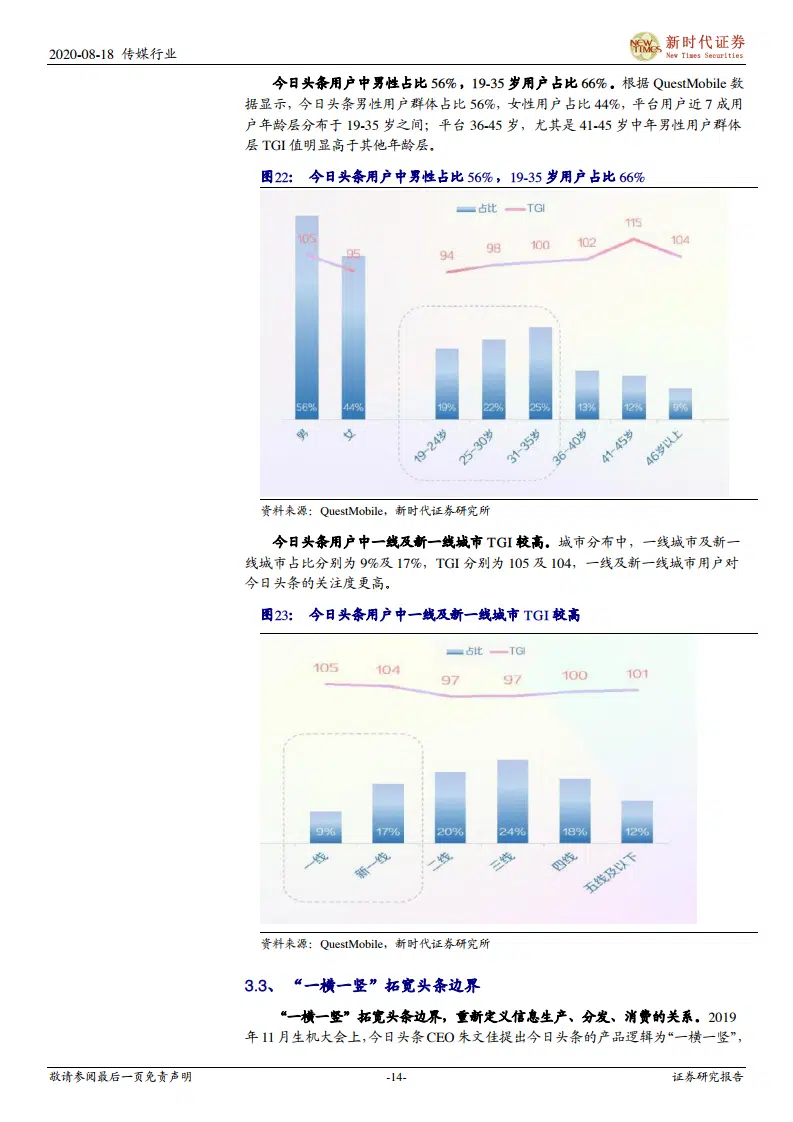 2020-08-18 传媒行业
新时代证券
New Times Securities
NEW TIMES
今日头条用户中男性占比 56%，19-35 岁用户占比 66%。根据 QuestMobile 数
据显示，今日头条男性用户群体占比 56%，女性用户占比 44%，平台用户近 7 成用
户年龄层分布于 19-35 岁之间；平台 36-45 岁，尤其是 41-45 岁中年男性用户群体
层 TGI 值明显高于其他年龄层。
图22： 今日头条用户中男性占比 56%，19-35 岁用户占比 66%
占比 TGI
105 95 94 98 100 102 115 104
56% 44% 19% 22% 25% 13% 12% 9%
男 女 19-24岁 25-30岁 31-35岁 36-40岁 41-45岁 46岁以上
资料来源：QuestMobile，新时代证券研究所
今日头条用户中一线及新一线城市 TGI 较高。城市分布中，一线城市及新一
线城市占比分别为 9%及 17%，TGI 分别为 105 及 104，一线及新一线城市用户对
今日头条的关注度更高。
图23： 今日头条用户中一线及新一线城市 TGI 较高
占比 TGI
105 104 97 97 100 101
9% 17% 20% 24% 18% 12%
一线 新一线 二线 三线 四线 五线及以下
资料来源：QuestMobile，新时代证券研究所
3.3、 “一横一竖”拓宽头条边界
“一横一竖”拓宽头条边界，重新定义信息生产、分发、消费的关系。2019
年 11 月生机大会上，今日头条 CEO 朱文佳提出今日头条的产品逻辑为“一横一竖”，
敬请参阅最后一页免责声明 -14- 证券研究报告